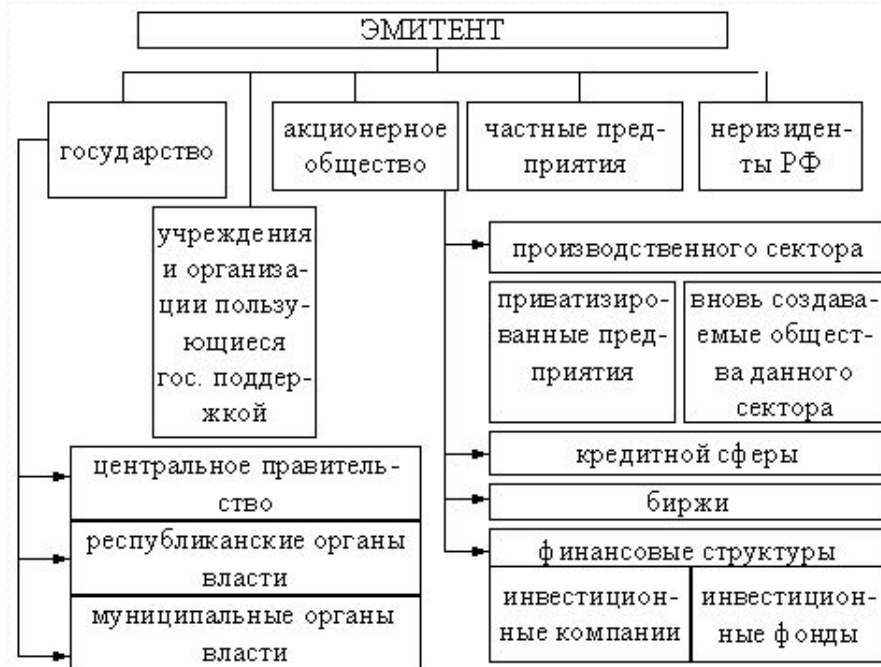 ЭМИТЕНТ
государство
акционерное
общество
частные пред-
приятия
неризиден-
ты РФ
учреждения
и организа-
ции пользу-
ющиеся
гос. поддер-
жкой
центральное правитель-
ство
республиканские органы
власти
муниципальные органы
власти
производственного сектора
приватизиро-
ванные пред-
приятия
вновь создава-
емые общест-
ва данного
сектора
кредитной сферы
биржи
финансовые структуры
инвестицион-
ные компании
инвестицион-
ные фонды